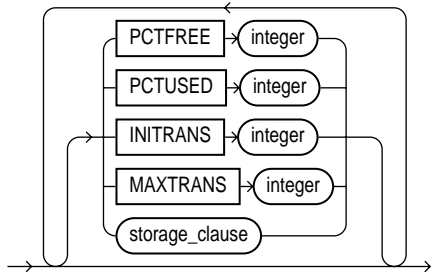 PCTFREE integer
PCTUSED integer
INITRANS integer
MAXTRANS integer
storage_clause